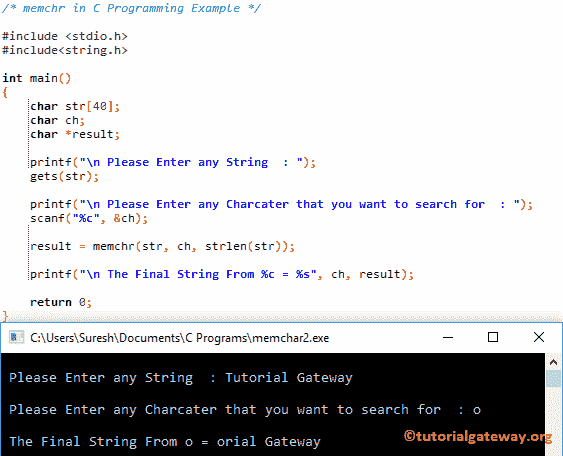 /* memchr in C Programming Example */
#include <stdio.h>
#include<string.h>
int main()
{
char str[40];
char ch;
char *result;
printf("\n Please Enter any String  : ");
gets(str);
printf("\n Please Enter any Charcater that you want to search for  : ");
scanf("%c", &ch);
result = memchr(str, ch, strlen(str));
printf("\n The Final String From %c = %s", ch, result);
return 0;
}
C:\Users\Suresh\Documents\C Programs\memchar2.exe
Please Enter any String  : Tutorial Gateway
Please Enter any Charcater that you want to search for  : o
The Final String From o = orial Gateway
©tutorialgateway.org